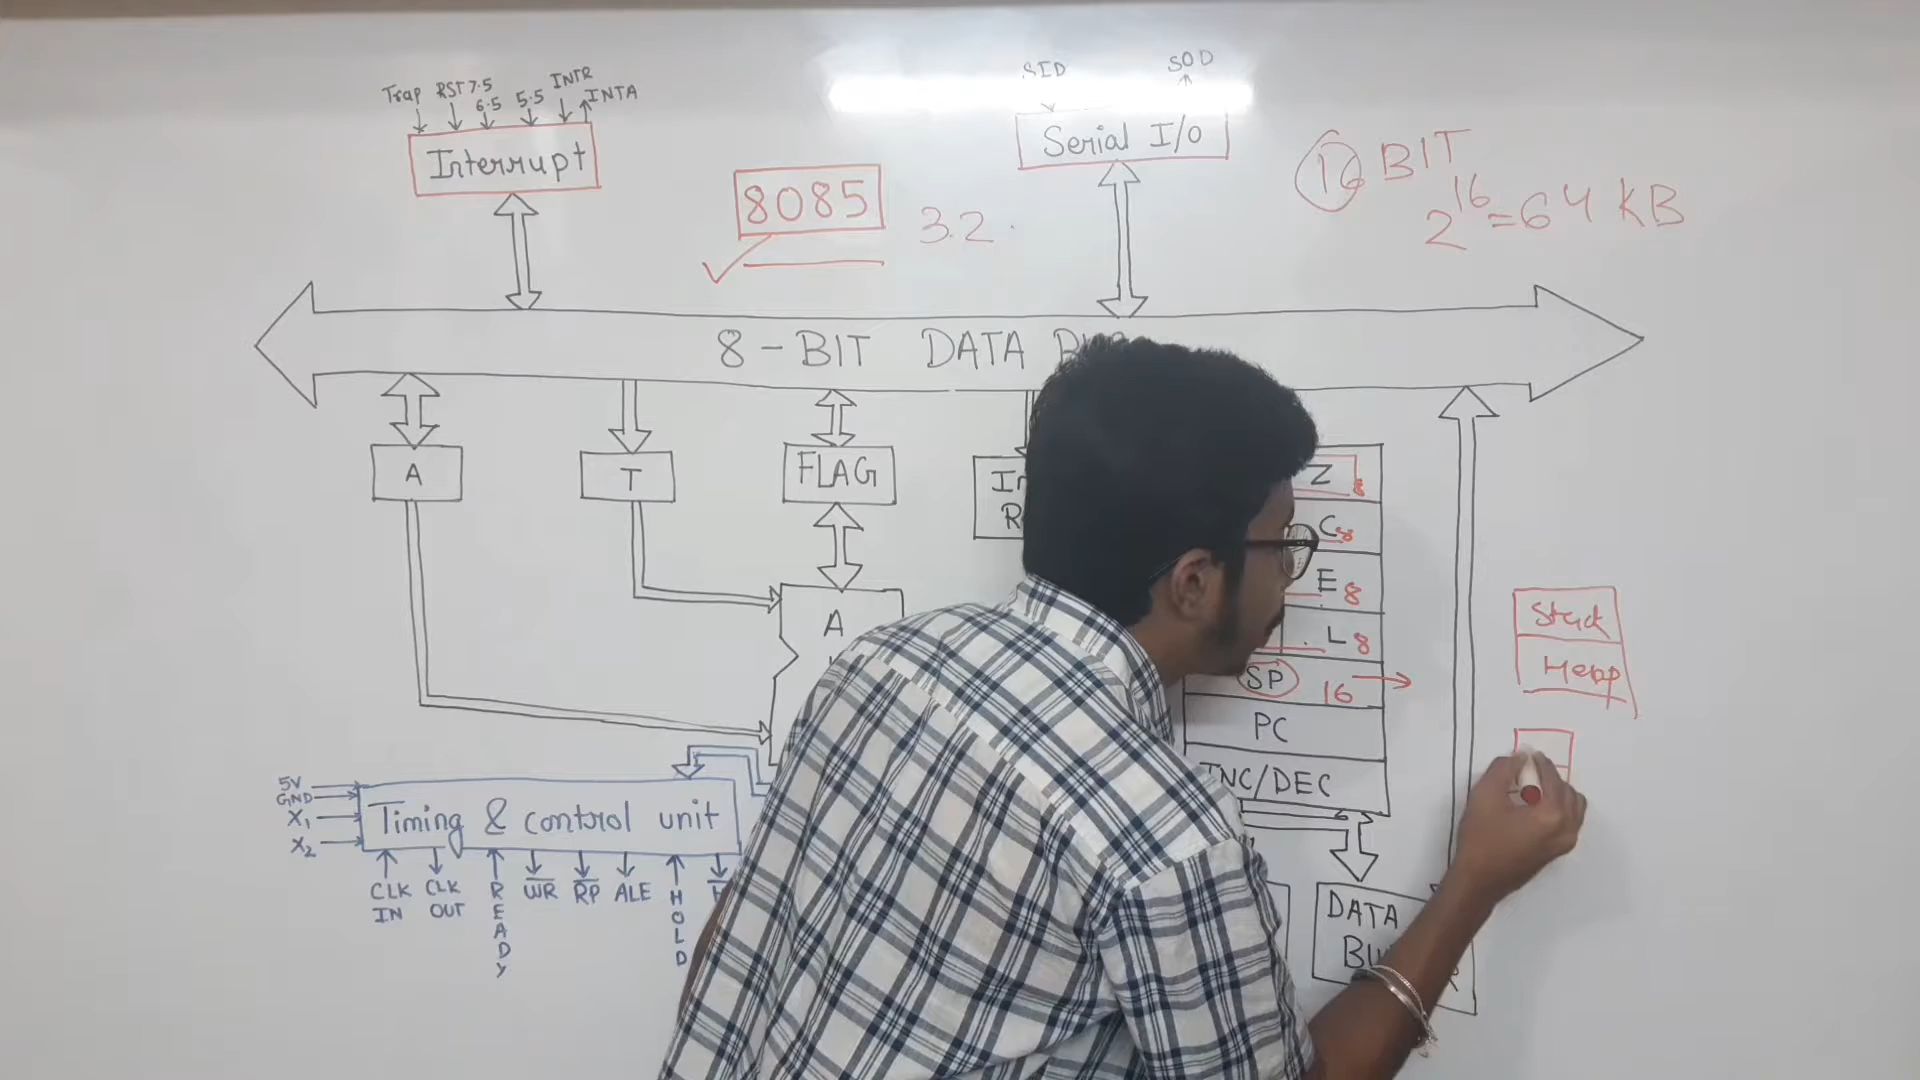 Trap RST 7.5 6.5 5.5 INTR INTA
Interrupt
SID SOD
Serial I/O
8085 3.2
16 BIT
2^16 = 64 KB
8-BIT DATA
A
T
FLAG
Z 8
C 8
E 8
L 8
SP 16
PC
INC/DEC
A
Stack
Heap
5V
GND
X1
X2
Timing & control unit
CLK IN
CLK OUT
READY
WR
RP
ALE
HOLD
DATA